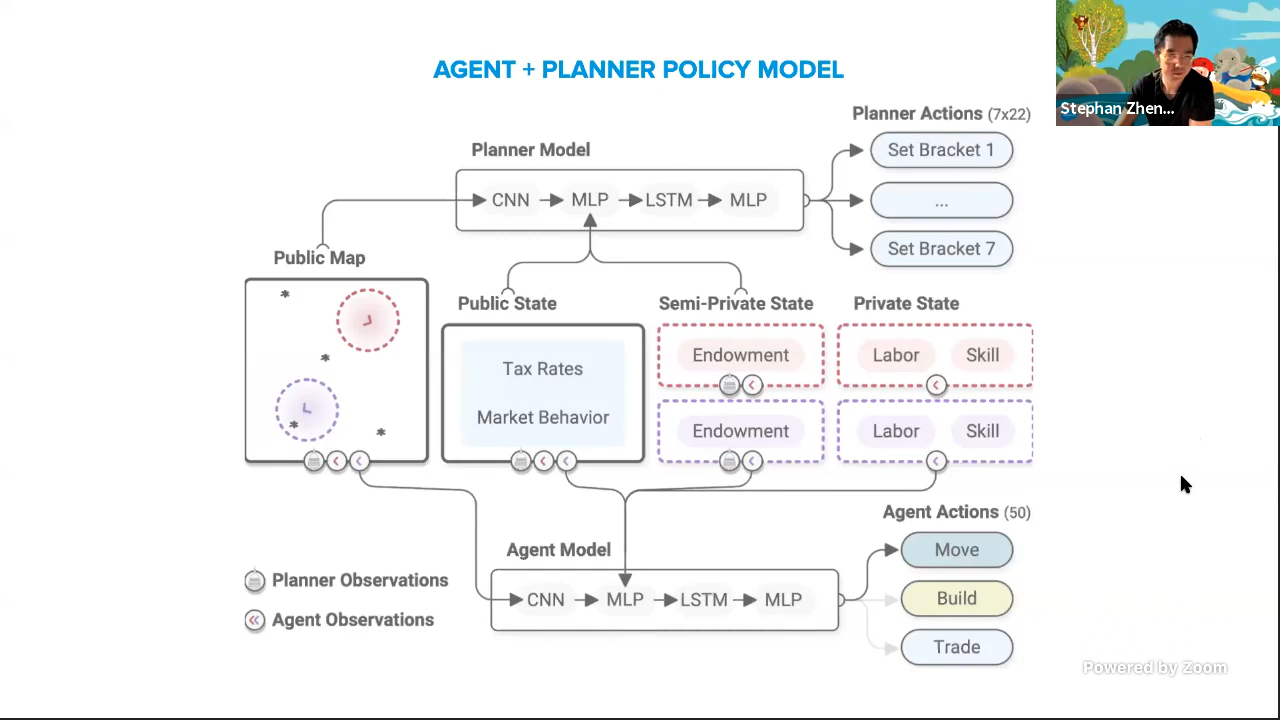 AGENT + PLANNER POLICY MODEL
Stephan Zhen...
Planner Actions (7x22)
Planner Model
Set Bracket 1
CNN
MLP
LSTM
MLP
...
Set Bracket 7
Public Map
Public State
Semi-Private State
Private State
Tax Rates
Market Behavior
Endowment
Labor
Skill
Endowment
Labor
Skill
Agent Actions (50)
Agent Model
Move
Planner Observations
CNN
MLP
LSTM
MLP
Build
Agent Observations
Trade
Powered by Zoom